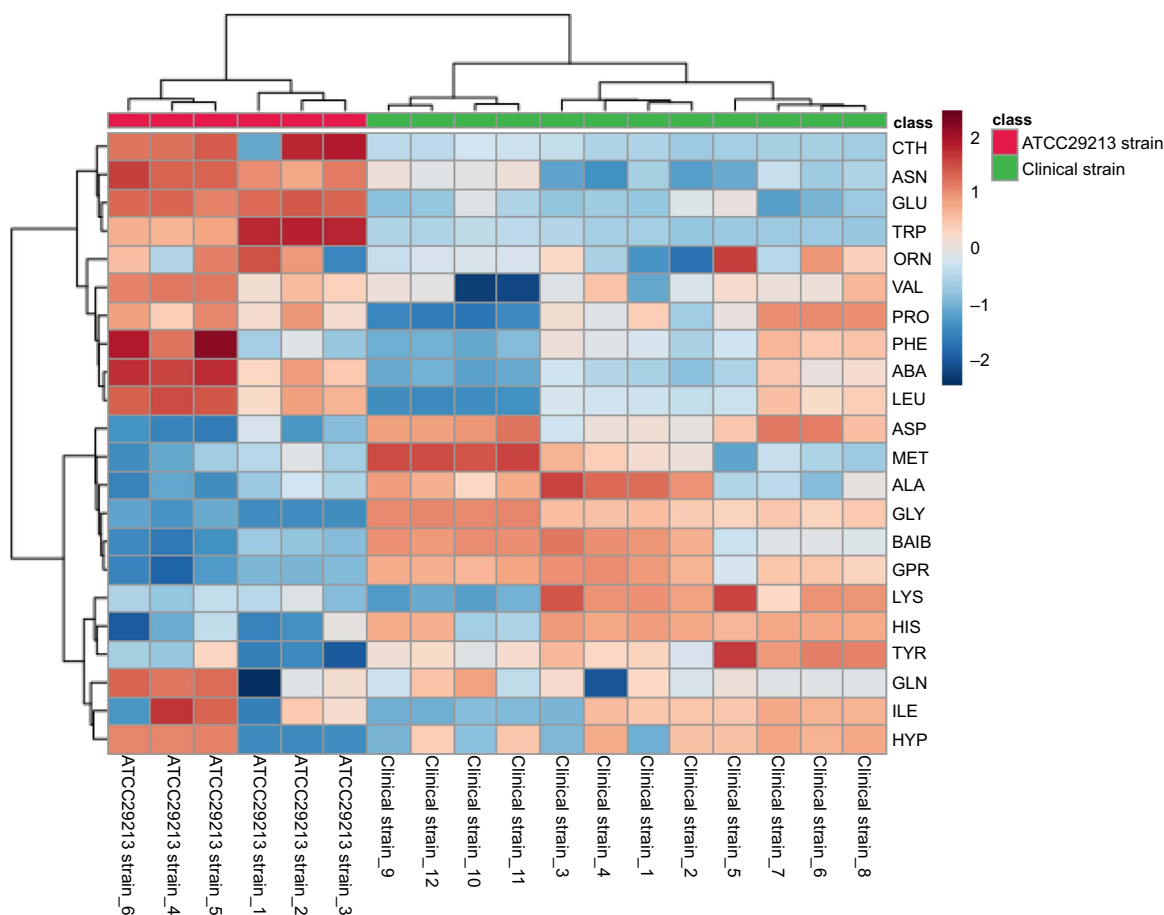 class
class
ATCC29213 strain
Clinical strain
2
1
0
−1
−2
CTH
ASN
GLU
TRP
ORN
VAL
PRO
PHE
ABA
LEU
ASP
MET
ALA
GLY
BAIB
GPR
LYS
HIS
TYR
GLN
ILE
HYP
ATCC29213 strain_6
ATCC29213 strain_4
ATCC29213 strain_5
ATCC29213 strain_1
ATCC29213 strain_2
ATCC29213 strain_3
Clinical strain_9
Clinical strain_12
Clinical strain_10
Clinical strain_11
Clinical strain_3
Clinical strain_4
Clinical strain_1
Clinical strain_2
Clinical strain_5
Clinical strain_7
Clinical strain_6
Clinical strain_8